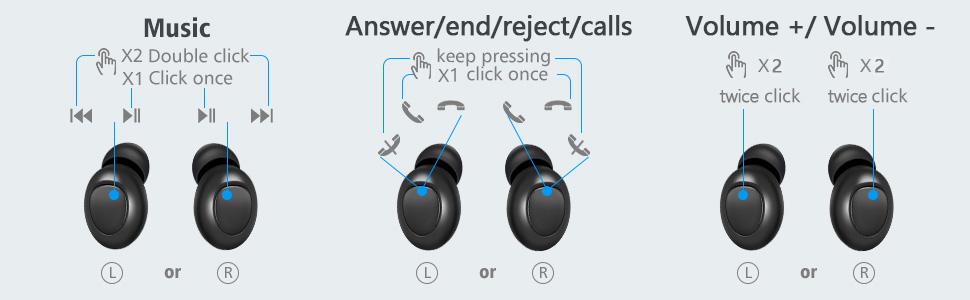 Music
X2 Double click
X1 Click once
L or R
Answer/end/reject/calls
keep pressing
X1 click once
L or R
Volume +/ Volume -
X2 X2
twice click twice click
L or R